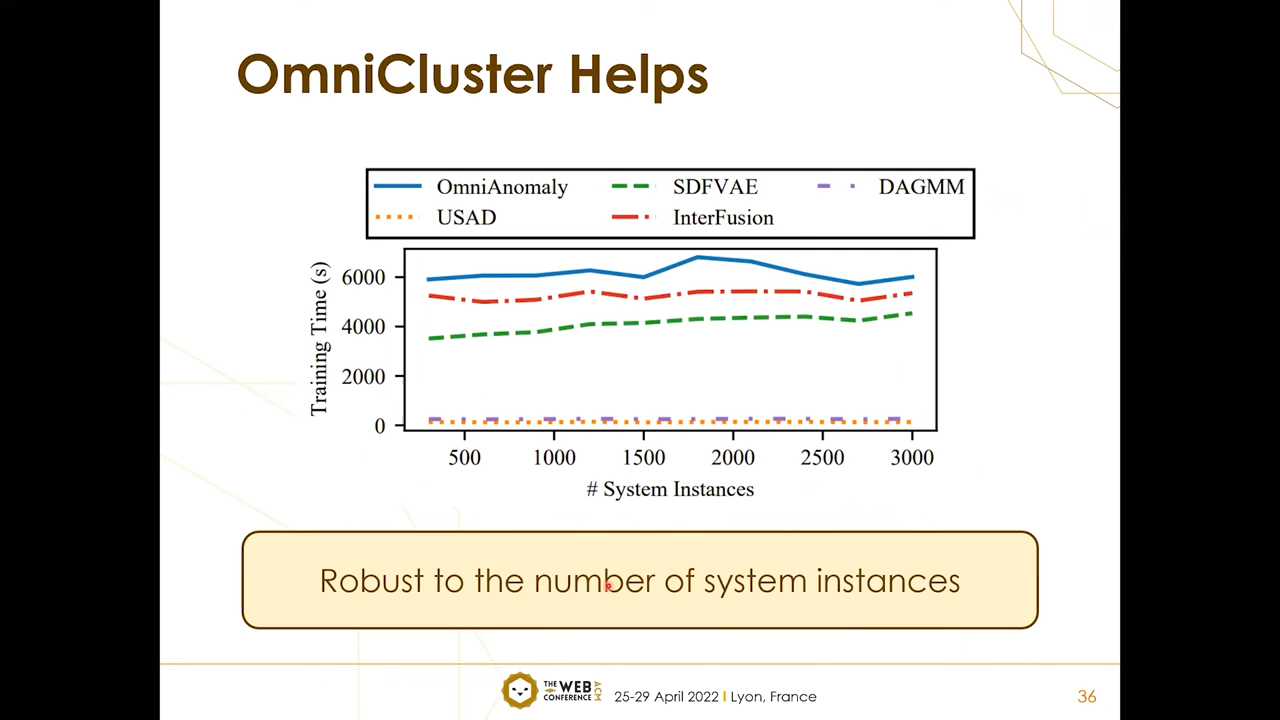 OmniCluster Helps
OmniAnomaly SDFVAE DAGMM
USAD InterFusion
Training Time (s)
6000
4000
2000
0
500 1000 1500 2000 2500 3000
# System Instances
Robust to the number of system instances
THE WEB CONFERENCE ACM
25-29 April 2022 | Lyon, France
36